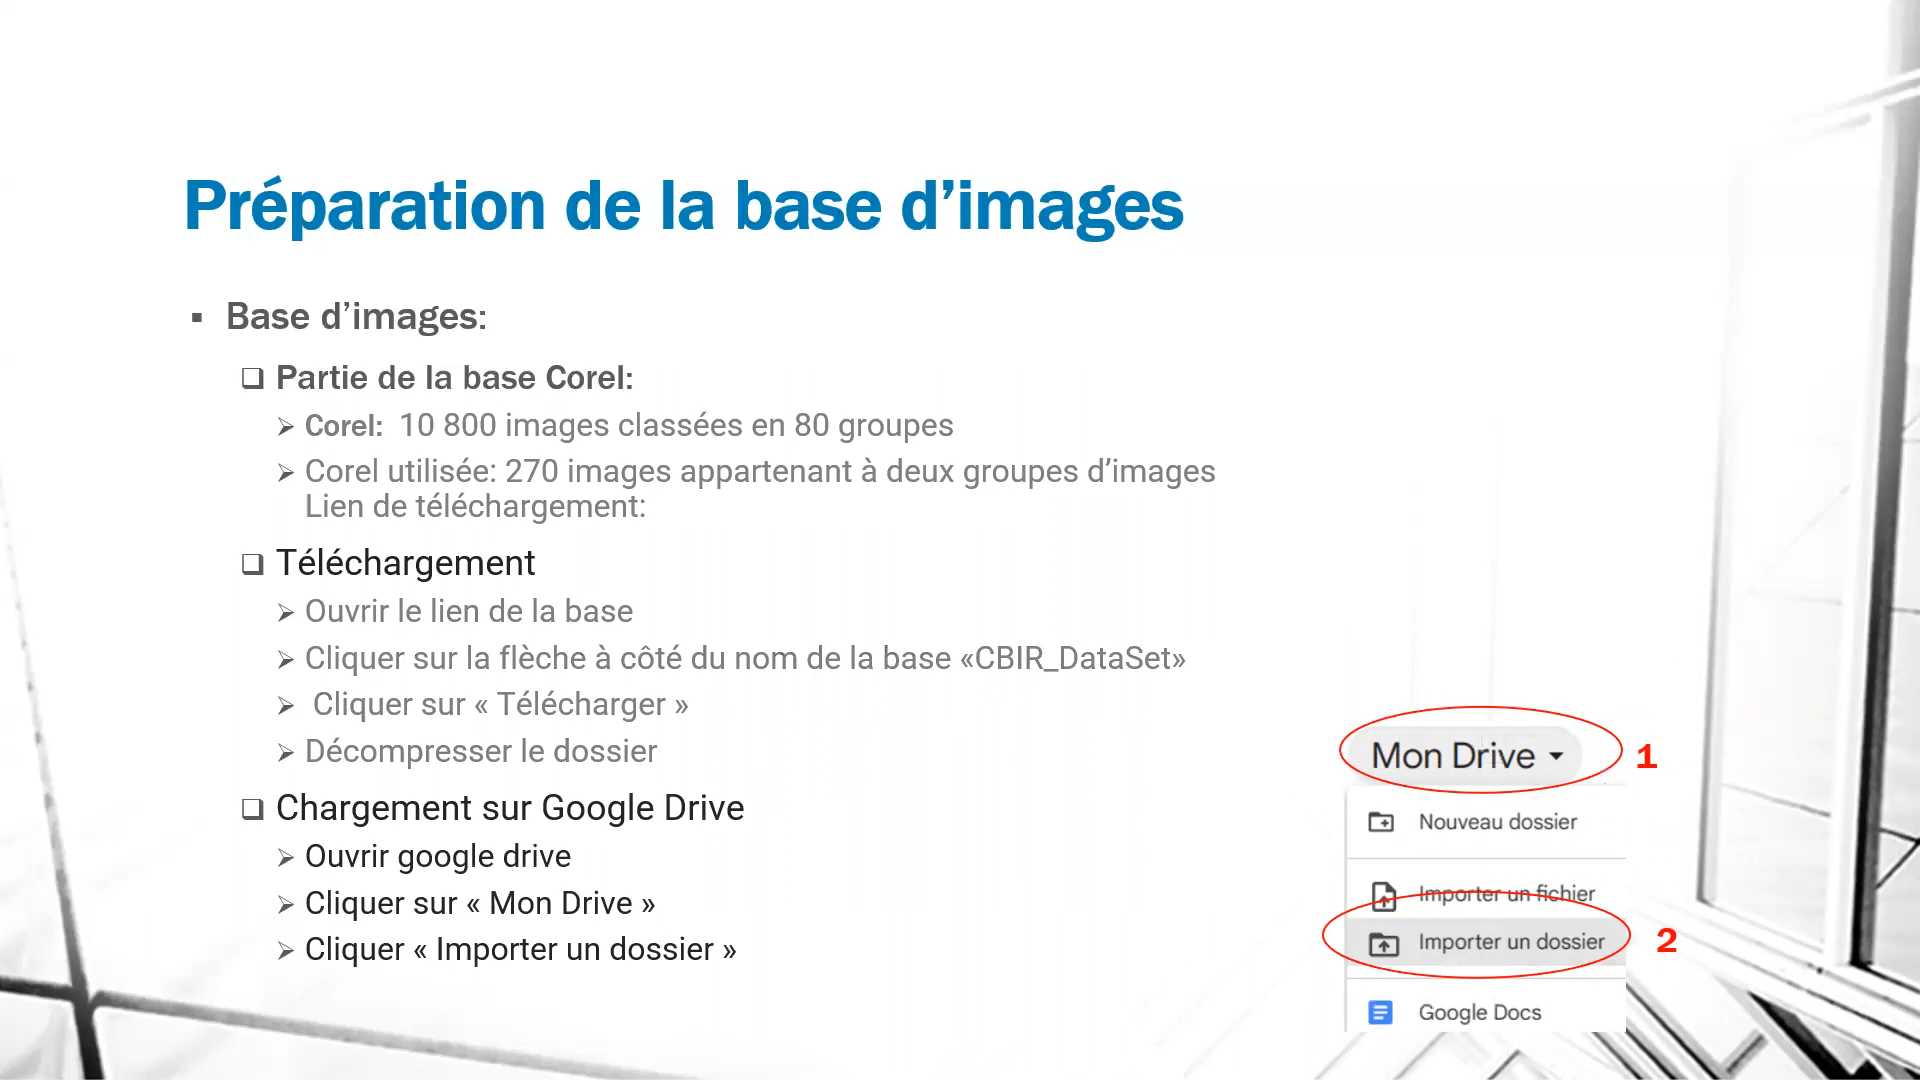 Préparation de la base d’images
▪ Base d’images:
❑ Partie de la base Corel:
➢ Corel: 10 800 images classées en 80 groupes
➢ Corel utilisée: 270 images appartenant à deux groupes d’images
Lien de téléchargement:
❑ Téléchargement
➢ Ouvrir le lien de la base
➢ Cliquer sur la flèche à côté du nom de la base «CBIR_DataSet»
➢ Cliquer sur « Télécharger »
➢ Décompresser le dossier
❑ Chargement sur Google Drive
➢ Ouvrir google drive
➢ Cliquer sur « Mon Drive »
➢ Cliquer « Importer un dossier »
Mon Drive 1
Nouveau dossier
Importer un fichier
Importer un dossier 2
Google Docs